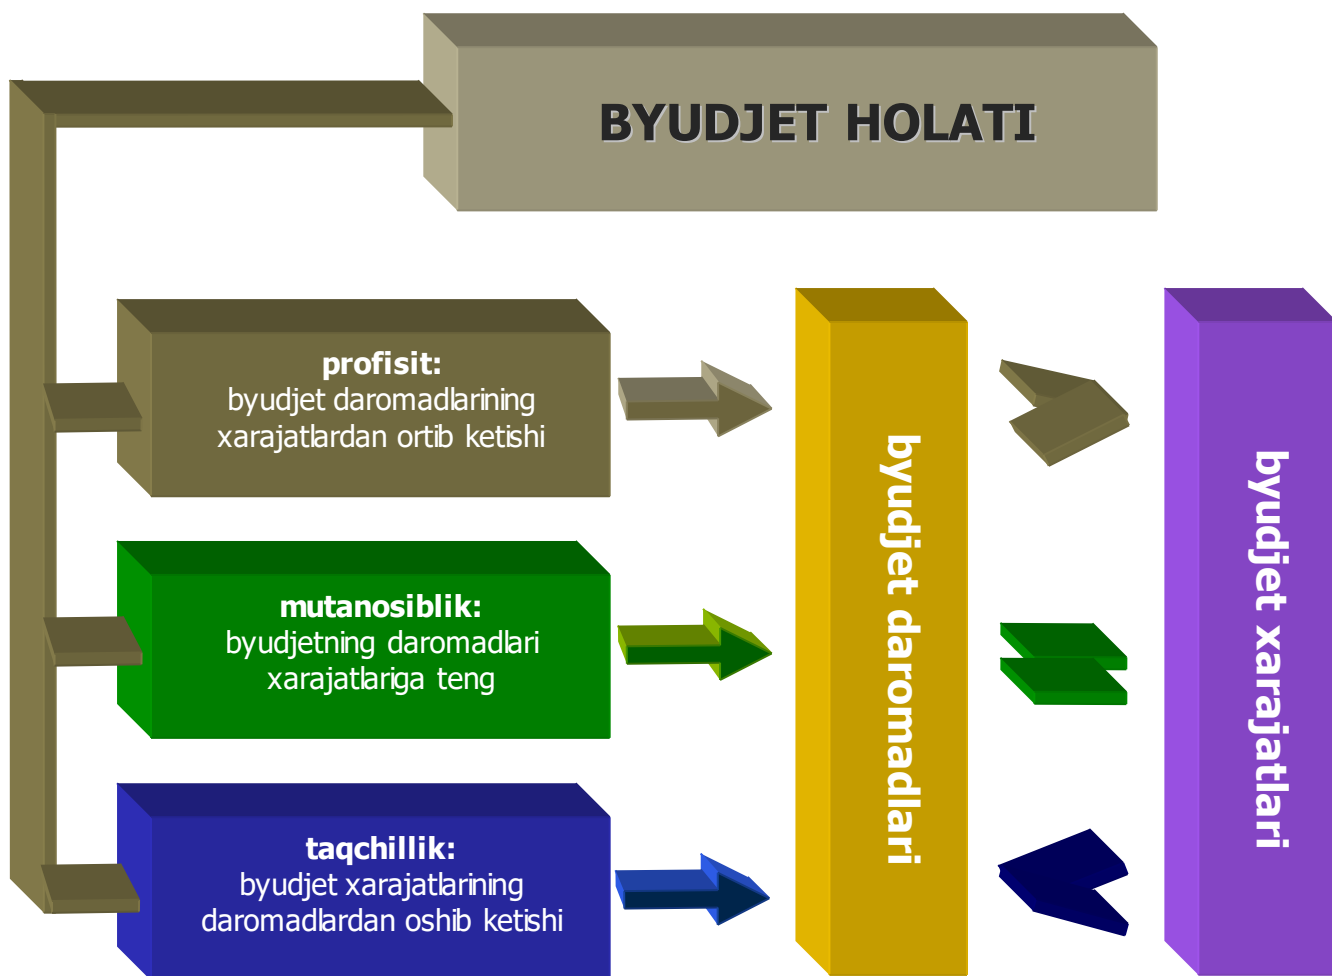 BYUDJET HOLATI
profisit:
byudjet daromadlarining
xarajatlardan ortib ketishi
mutanosiblik:
byudjetning daromadlari
xarajatlariga teng
taqchillik:
byudjet xarajatlarining
daromadlardan oshib ketishi
byudjet daromadlari
byudjet xarajatlari